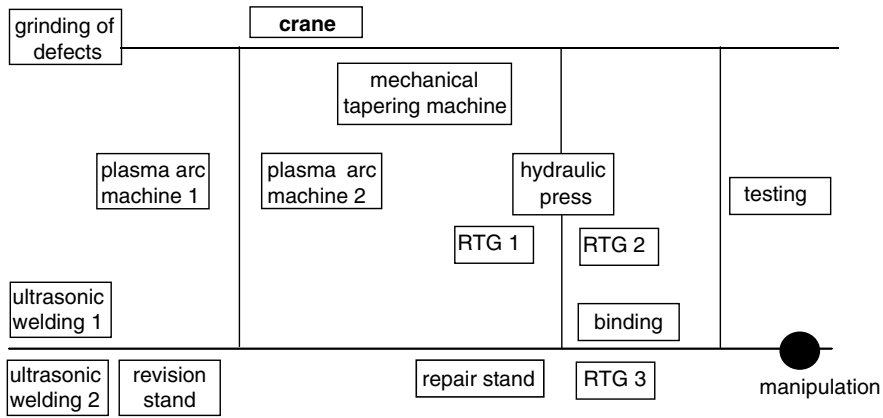 grinding of
defects
crane
mechanical
tapering machine
plasma arc
machine 1
plasma arc
machine 2
hydraulic
press
testing
RTG 1
RTG 2
ultrasonic
welding 1
binding
ultrasonic
welding 2
revision
stand
repair stand
RTG 3
manipulation